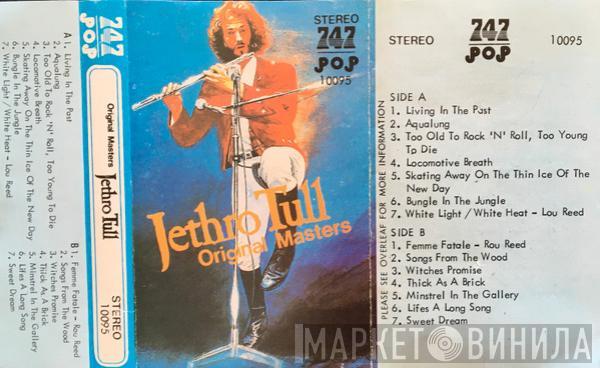 A1. Living In The Past
2. Aqualung
3. Too Old To Rock 'N' Roll, Too Young To Die
4. Locomotive Breath
5. Skating Away On The Thin Ice Of The New Day
6. Bungle In The Jungle
7. White Light / White Heat - Lou Reed
B1. Femme Fatale - Rou Reed
2. Songs From The Wood
3. Witches Promise
4. Thick As A Brick
5. Minstrel In The Gallery
6. Lifes A Long Song
7. Sweet Dream
747
POP
Original Masters
Jethro Tull
STEREO
10095
STEREO
747
POP
10095
Jethro Tull
Original Masters
STEREO
747
POP
10095
PLEASE SEE OVERLEAF FOR MORE INFORMATION
SIDE A
1. Living In The Past
2. Aqualung
3. Too Old To Rock 'N' Roll, Too Young
To Die
4. Locomotive Breath
5. Skating Away On The Thin Ice Of The
New Day
6. Bungle In The Jungle
7. White Light / White Heat - Lou Reed
SIDE B
1. Femme Fatale - Rou Reed
2. Songs From The Wood
3. Witches Promise
4. Thick As A Brick
5. Minstrel In The Gallery
6. Lifes A Long Song
7. Sweet Dream
МАРКЕТ ВИНИЛА